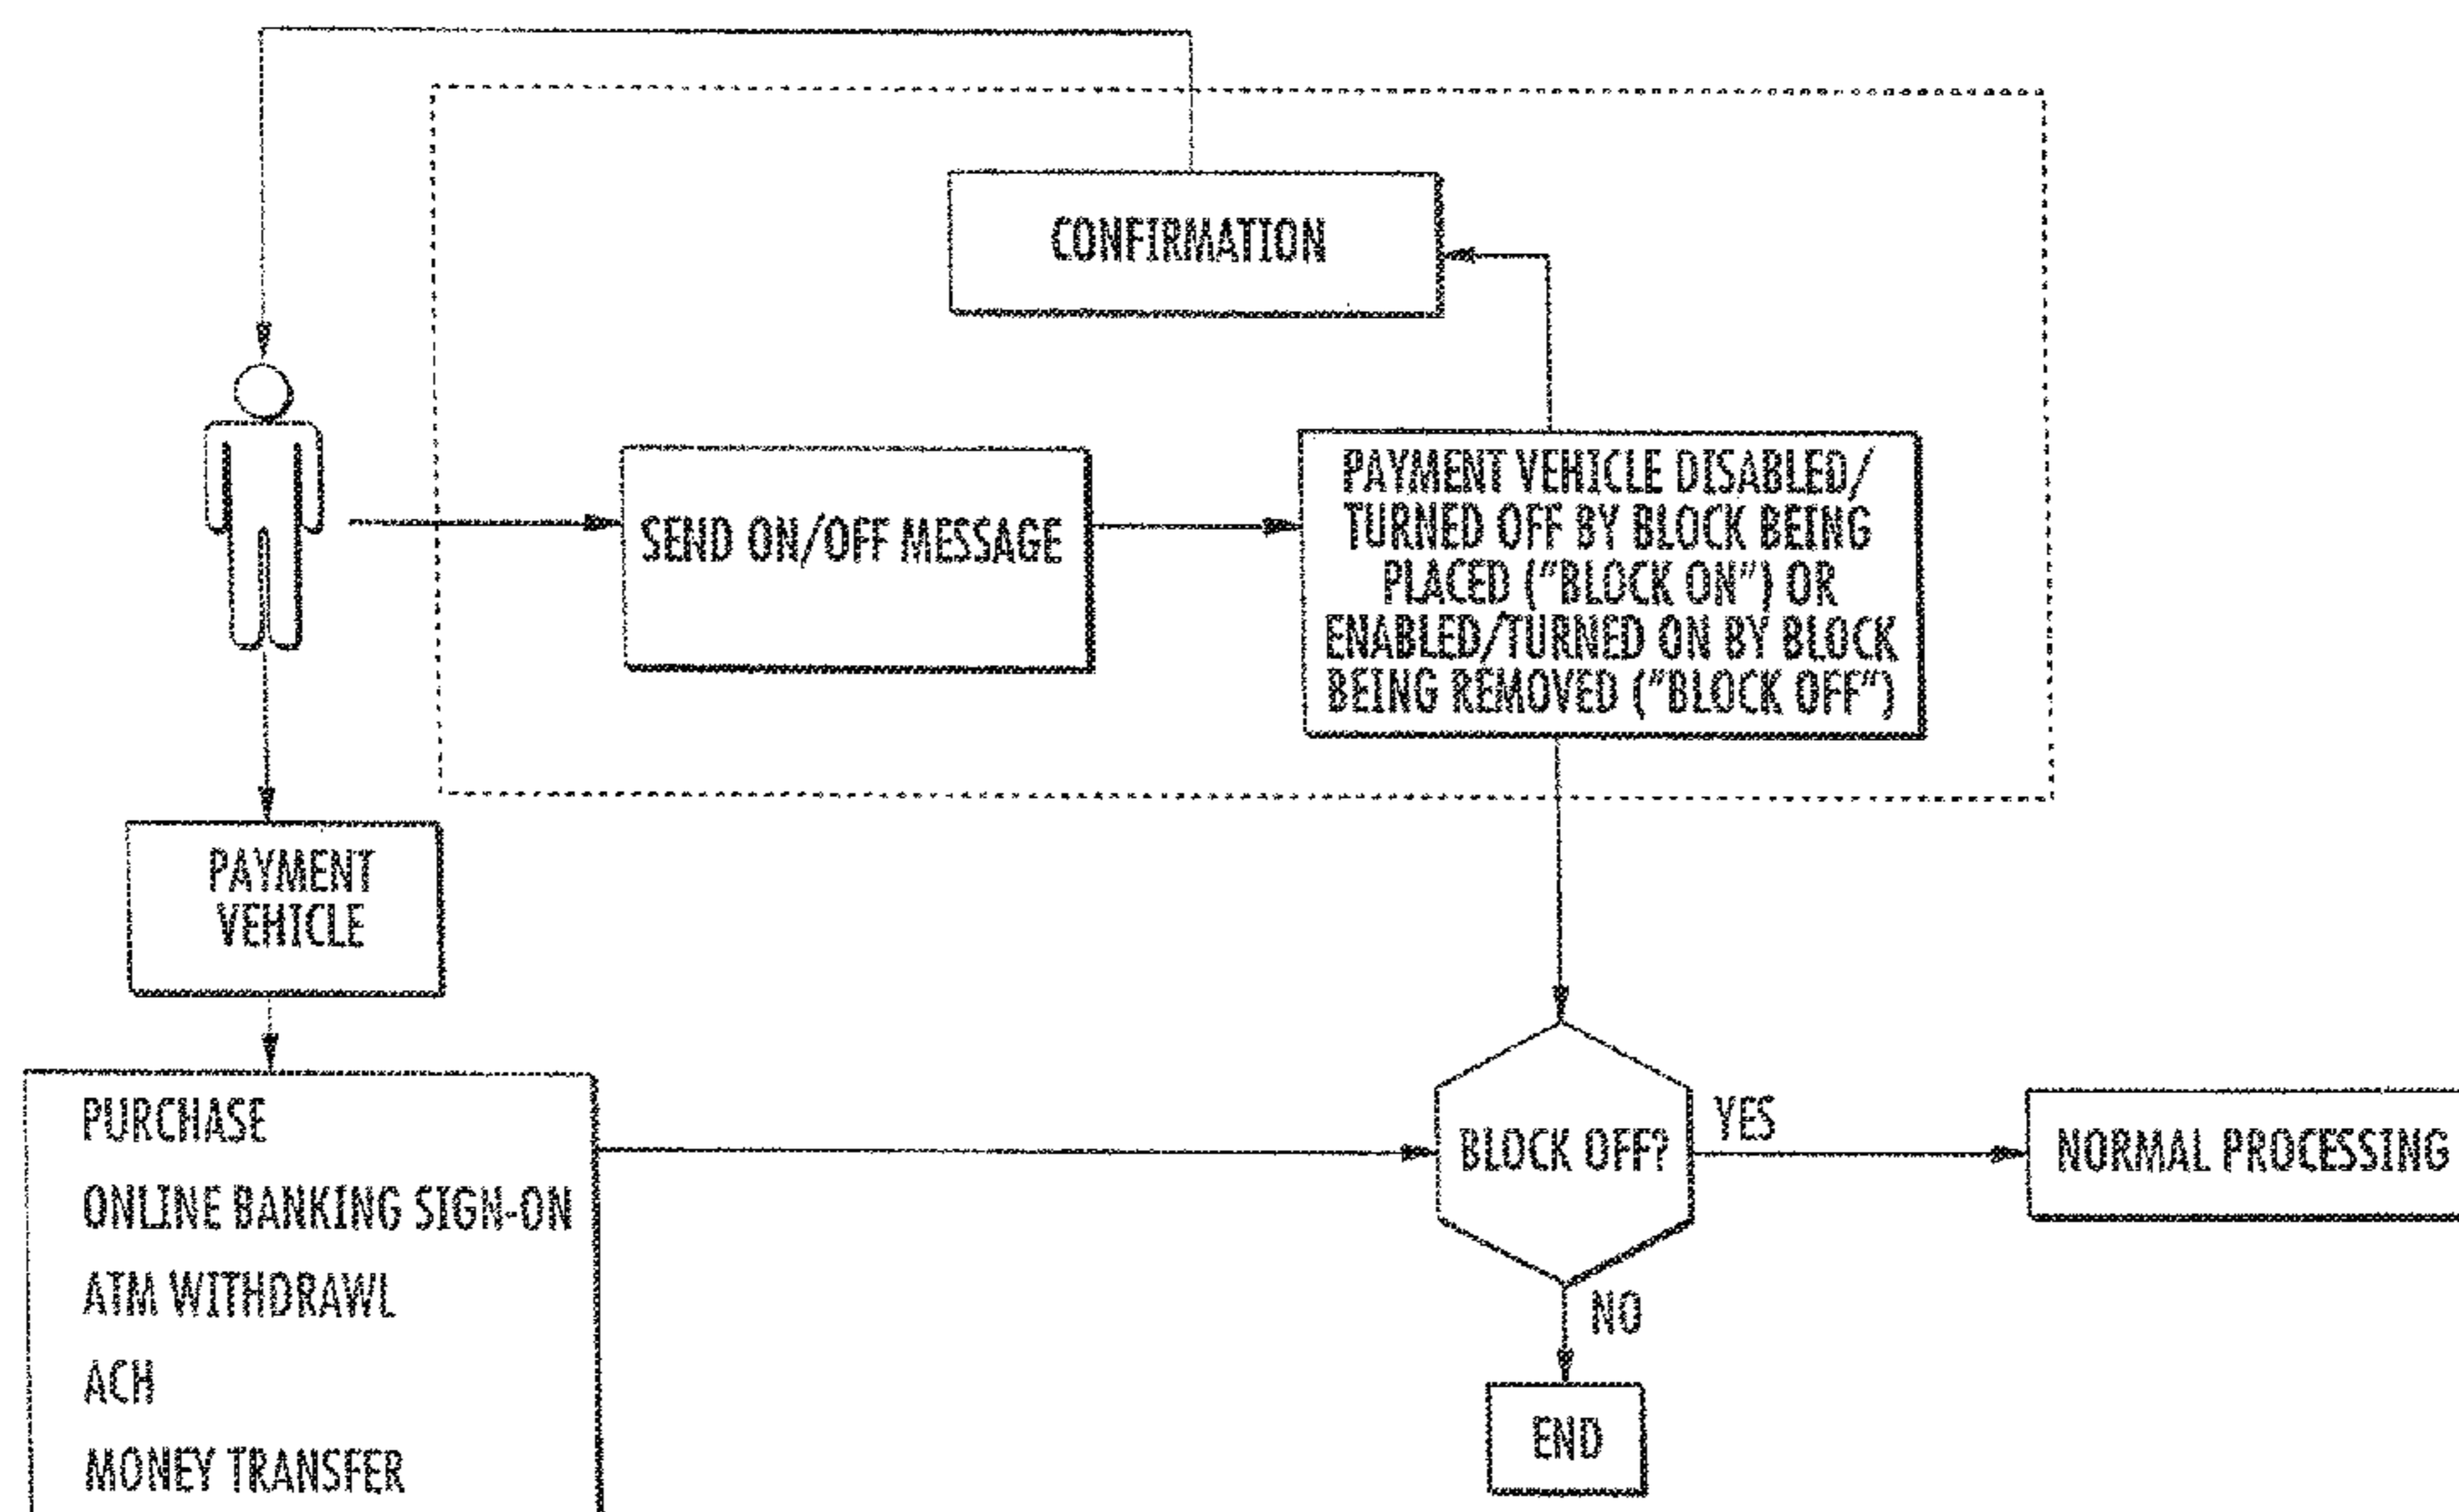 CONFIRMATION
SEND ON/OFF MESSAGE
PAYMENT VEHICLE DISABLED/
TURNED OFF BY BLOCK BEING
PLACED ("BLOCK ON") OR
ENABLED/TURNED ON BY BLOCK
BEING REMOVED ("BLOCK OFF")
PAYMENT
VEHICLE
PURCHASE
ONLINE BANKING SIGN-ON
ATM WITHDRAWL
ACH
MONEY TRANSFER
BLOCK OFF?
YES
NORMAL PROCESSING
NO
END